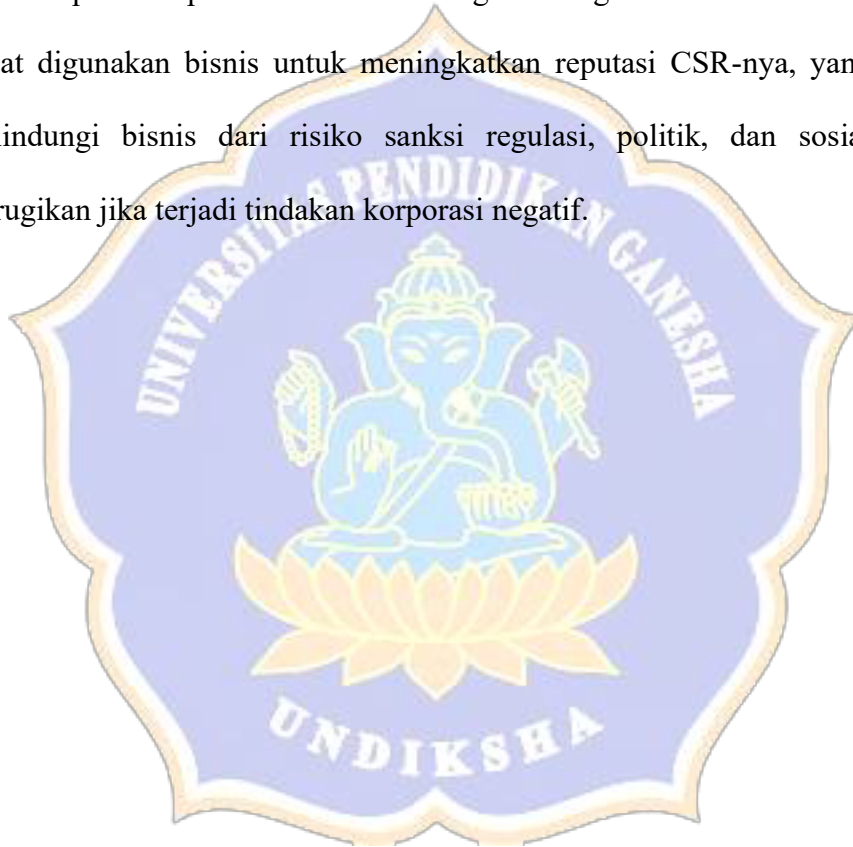 at digunakan bisnis untuk meningkatkan reputasi CSR-nya, yan
indungi bisnis dari risiko sanksi regulasi, politik, dan sosia
rugikan jika terjadi tindakan korporasi negatif.
UNIVERSITAS PENDIDIKAN GANESHA
UNDIKSHA